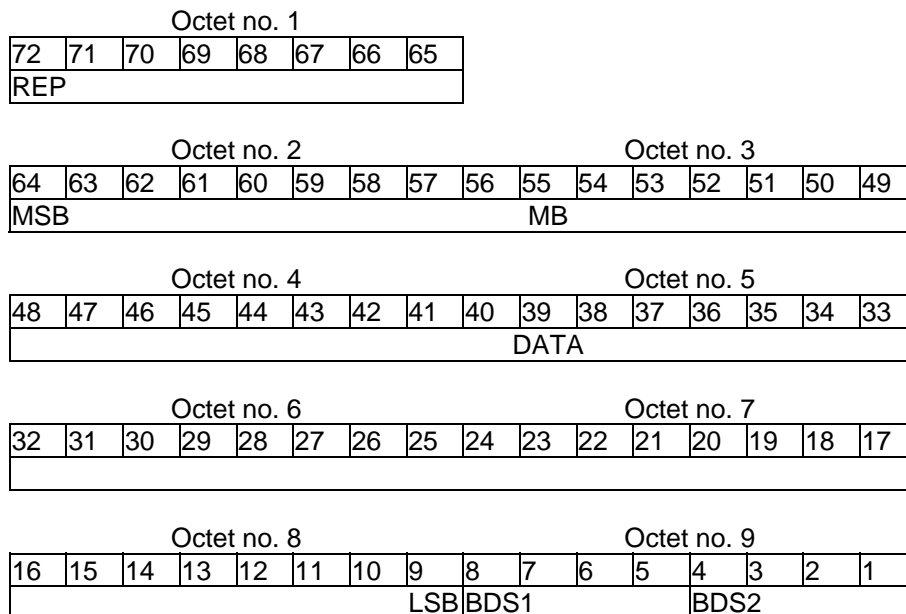 Octet no. 1
72 71 70 69 68 67 66 65
REP
Octet no. 2 Octet no. 3
64 63 62 61 60 59 58 57 56 55 54 53 52 51 50 49
MSB MB
Octet no. 4 Octet no. 5
48 47 46 45 44 43 42 41 40 39 38 37 36 35 34 33
DATA
Octet no. 6 Octet no. 7
32 31 30 29 28 27 26 25 24 23 22 21 20 19 18 17
Octet no. 8 Octet no. 9
16 15 14 13 12 11 10 9 8 7 6 5 4 3 2 1
LSB BDS1 BDS2